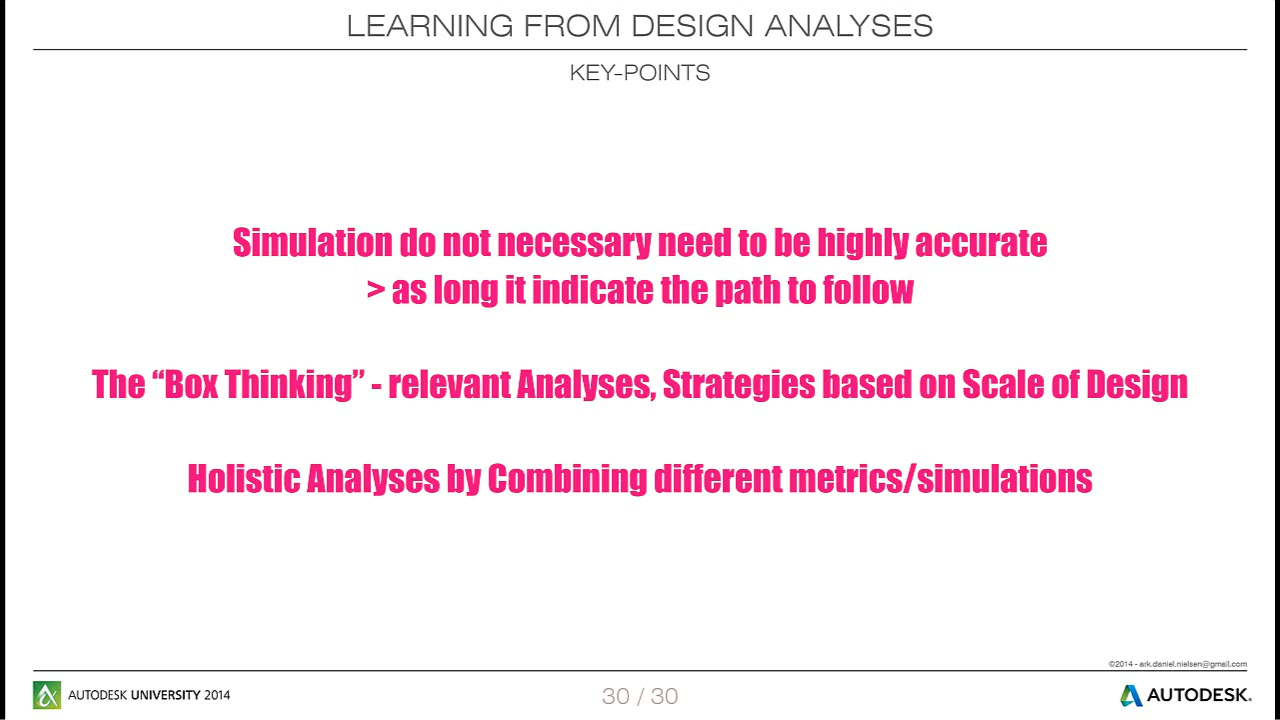 LEARNING FROM DESIGN ANALYSES
KEY-POINTS
Simulation do not necessary need to be highly accurate
> as long it indicate the path to follow
The “Box Thinking” - relevant Analyses, Strategies based on Scale of Design
Holistic Analyses by Combining different metrics/simulations
©2014 - ark.daniel.nielsen@gmail.com
AUTODESK UNIVERSITY 2014
30 / 30
AUTODESK.